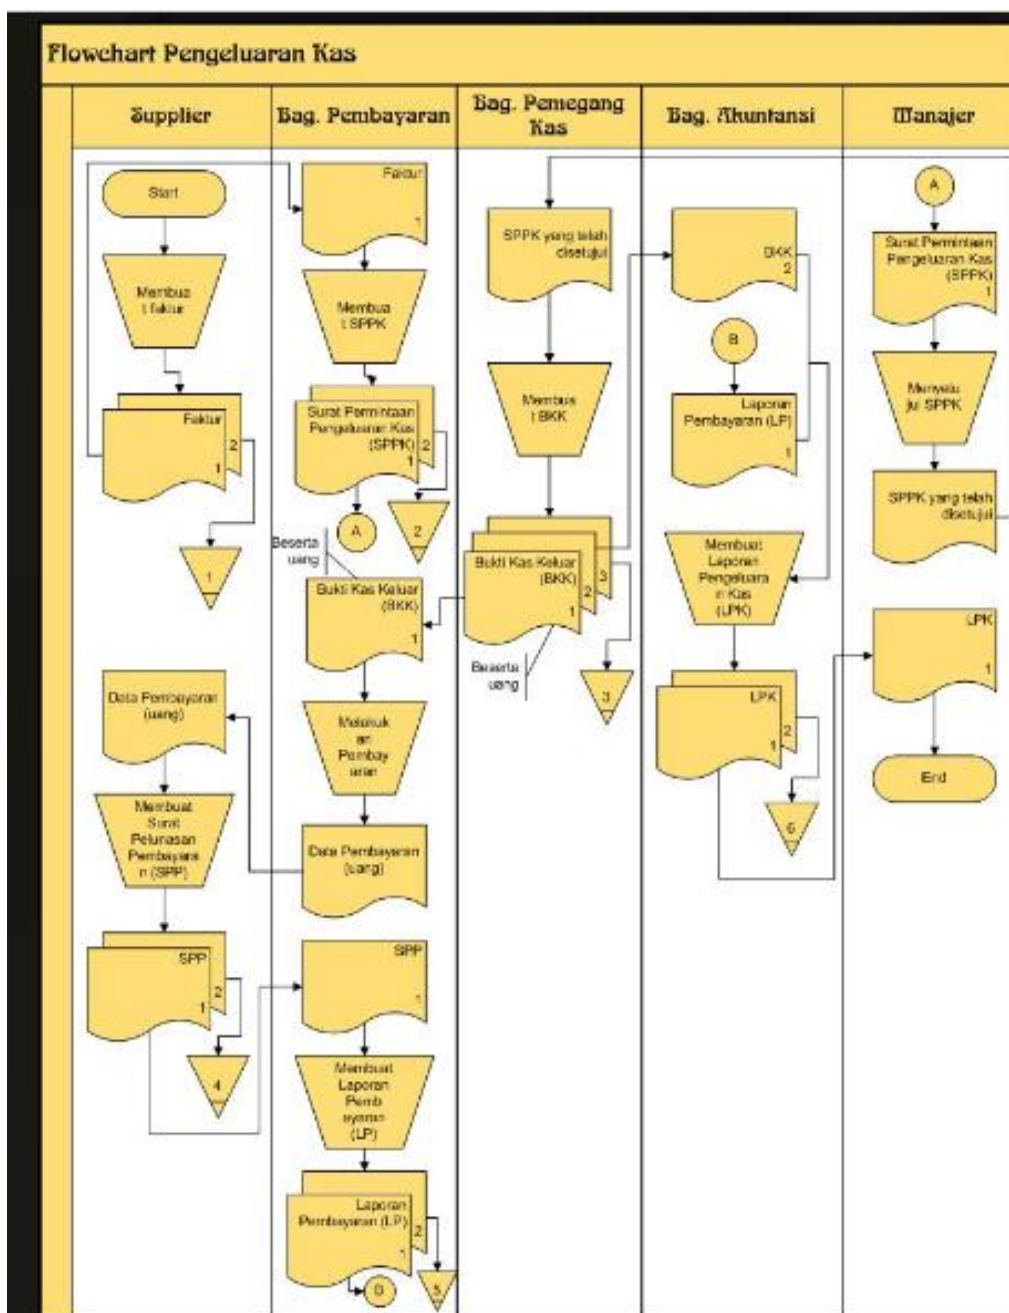 Flowchart Pengeluaran Kas
Supplier
Bag. Pembayaran
Bag. Pemegang
Kas
Bag. Akuntansi
Manajer
Start
Membua
t faktur
Faktur
2
1
1
Data Pembayaran
(uang)
Membuat
Surat
Pelunasan
Pembayara
n (SPP)
SPP
2
1
4
Faktur
1
Membua
t SPPK
Surat Permintaan
Pengeluaran Kas
(SPPK)
2
1
A
2
Beserta
uang
Bukti Kas Keluar
(BKK)
1
Melakuk
an
Pembay
aran
Data Pembayaran
(uang)
SPP
1
Membuat
Laporan
Pemb
ayaran
(LP)
Laporan
Pembayaran (LP)
2
1
5
SPPK yang telah
disetujui
Membua
t BKK
Bukti Kas Keluar
(BKK)
3
2
1
Beserta
uang
3
BKK
2
B
Laporan
Pembayaran (LP)
1
Membuat
Laporan
Pengeluara
n Kas
(LPK)
LPK
2
1
6
A
Surat Permintaan
Pengeluaran Kas
(SPPK)
1
Menyetu
jui SPPK
SPPK yang telah
disetujui
LPK
1
End